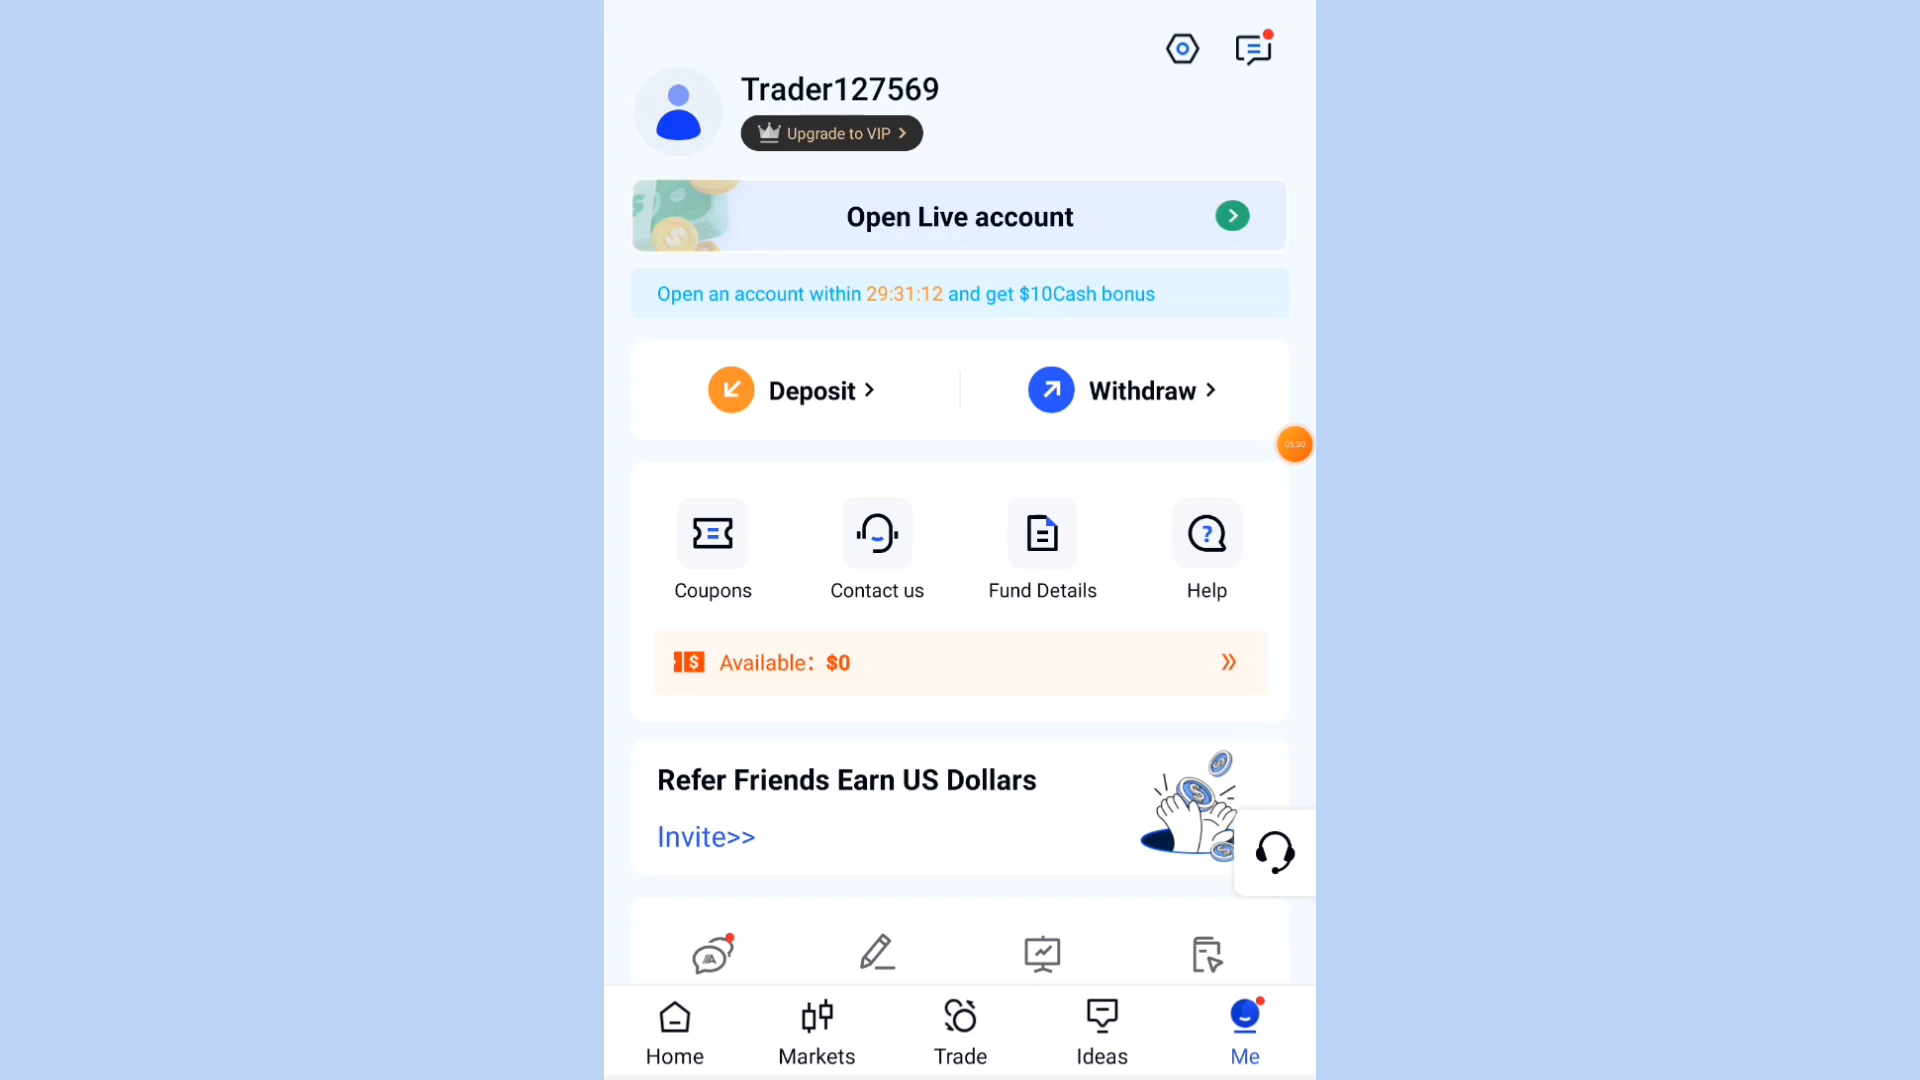 Trader127569
Upgrade to VIP
Open Live account
Open an account within 29:31:12 and get $10Cash bonus
Deposit
Withdraw
05:30
Coupons
Contact us
Fund Details
Help
Available: $0
Refer Friends Earn US Dollars
Invite>>
Home
Markets
Trade
Ideas
Me